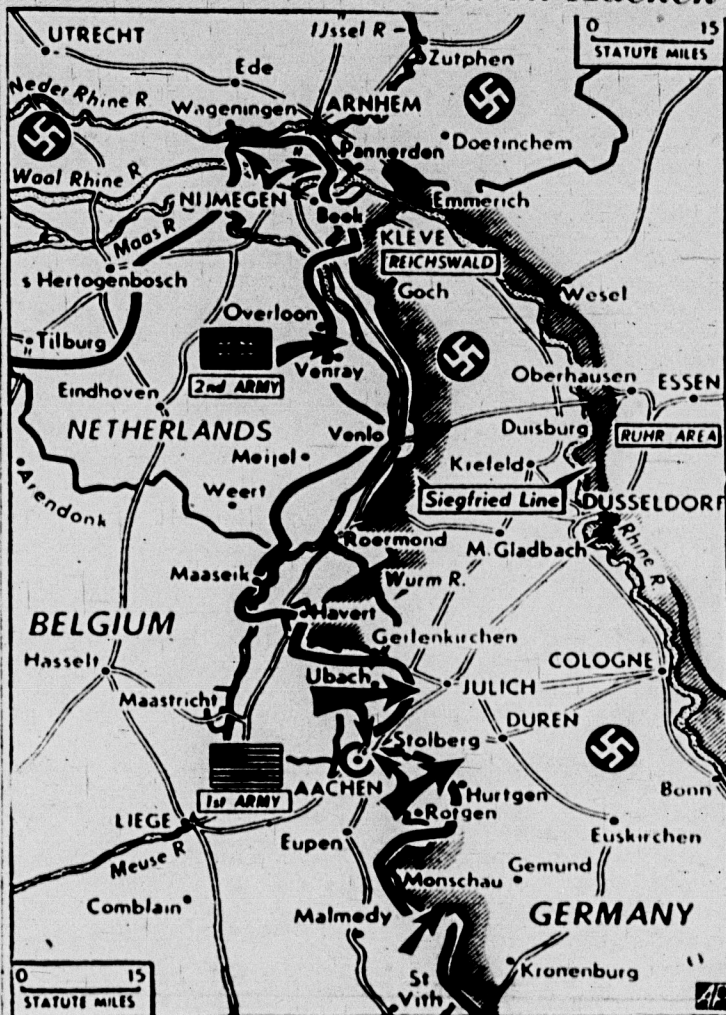 0 15
STATUTE MILES
UTRECHT
IJssel R
Zutphen
Ede
Neder Rhine R
Wageningen
ARNHEM
Pannerden
Doetinchem
Waal Rhine R
NIJMEGEN
Beek
Emmerich
Maas R
KLEVE
REICHSWALD
s Hertogenbosch
Goch
Wesel
Overloon
Tilburg
Venray
2nd ARMY
Oberhausen
ESSEN
Eindhoven
NETHERLANDS
Venlo
Duisburg
RUHR AREA
Meijel
Krefeld
Weert
Arendonk
Siegfried Line
DUSSELDORF
Roermond
M. Gladbach
Rhine R
Maaseik
Wurm R.
Havert
BELGIUM
Geilenkirchen
Hasselt
COLOGNE
Ubach
JULICH
Maastricht
DUREN
Stolberg
AACHEN
1st ARMY
Hurtgen
Bonn
LIEGE
Rotgen
Eupen
Euskirchen
Meuse R
Gemund
Monschau
Comblain
Malmedy
GERMANY
Kronenburg
0 15
STATUTE MILES
St
Vith